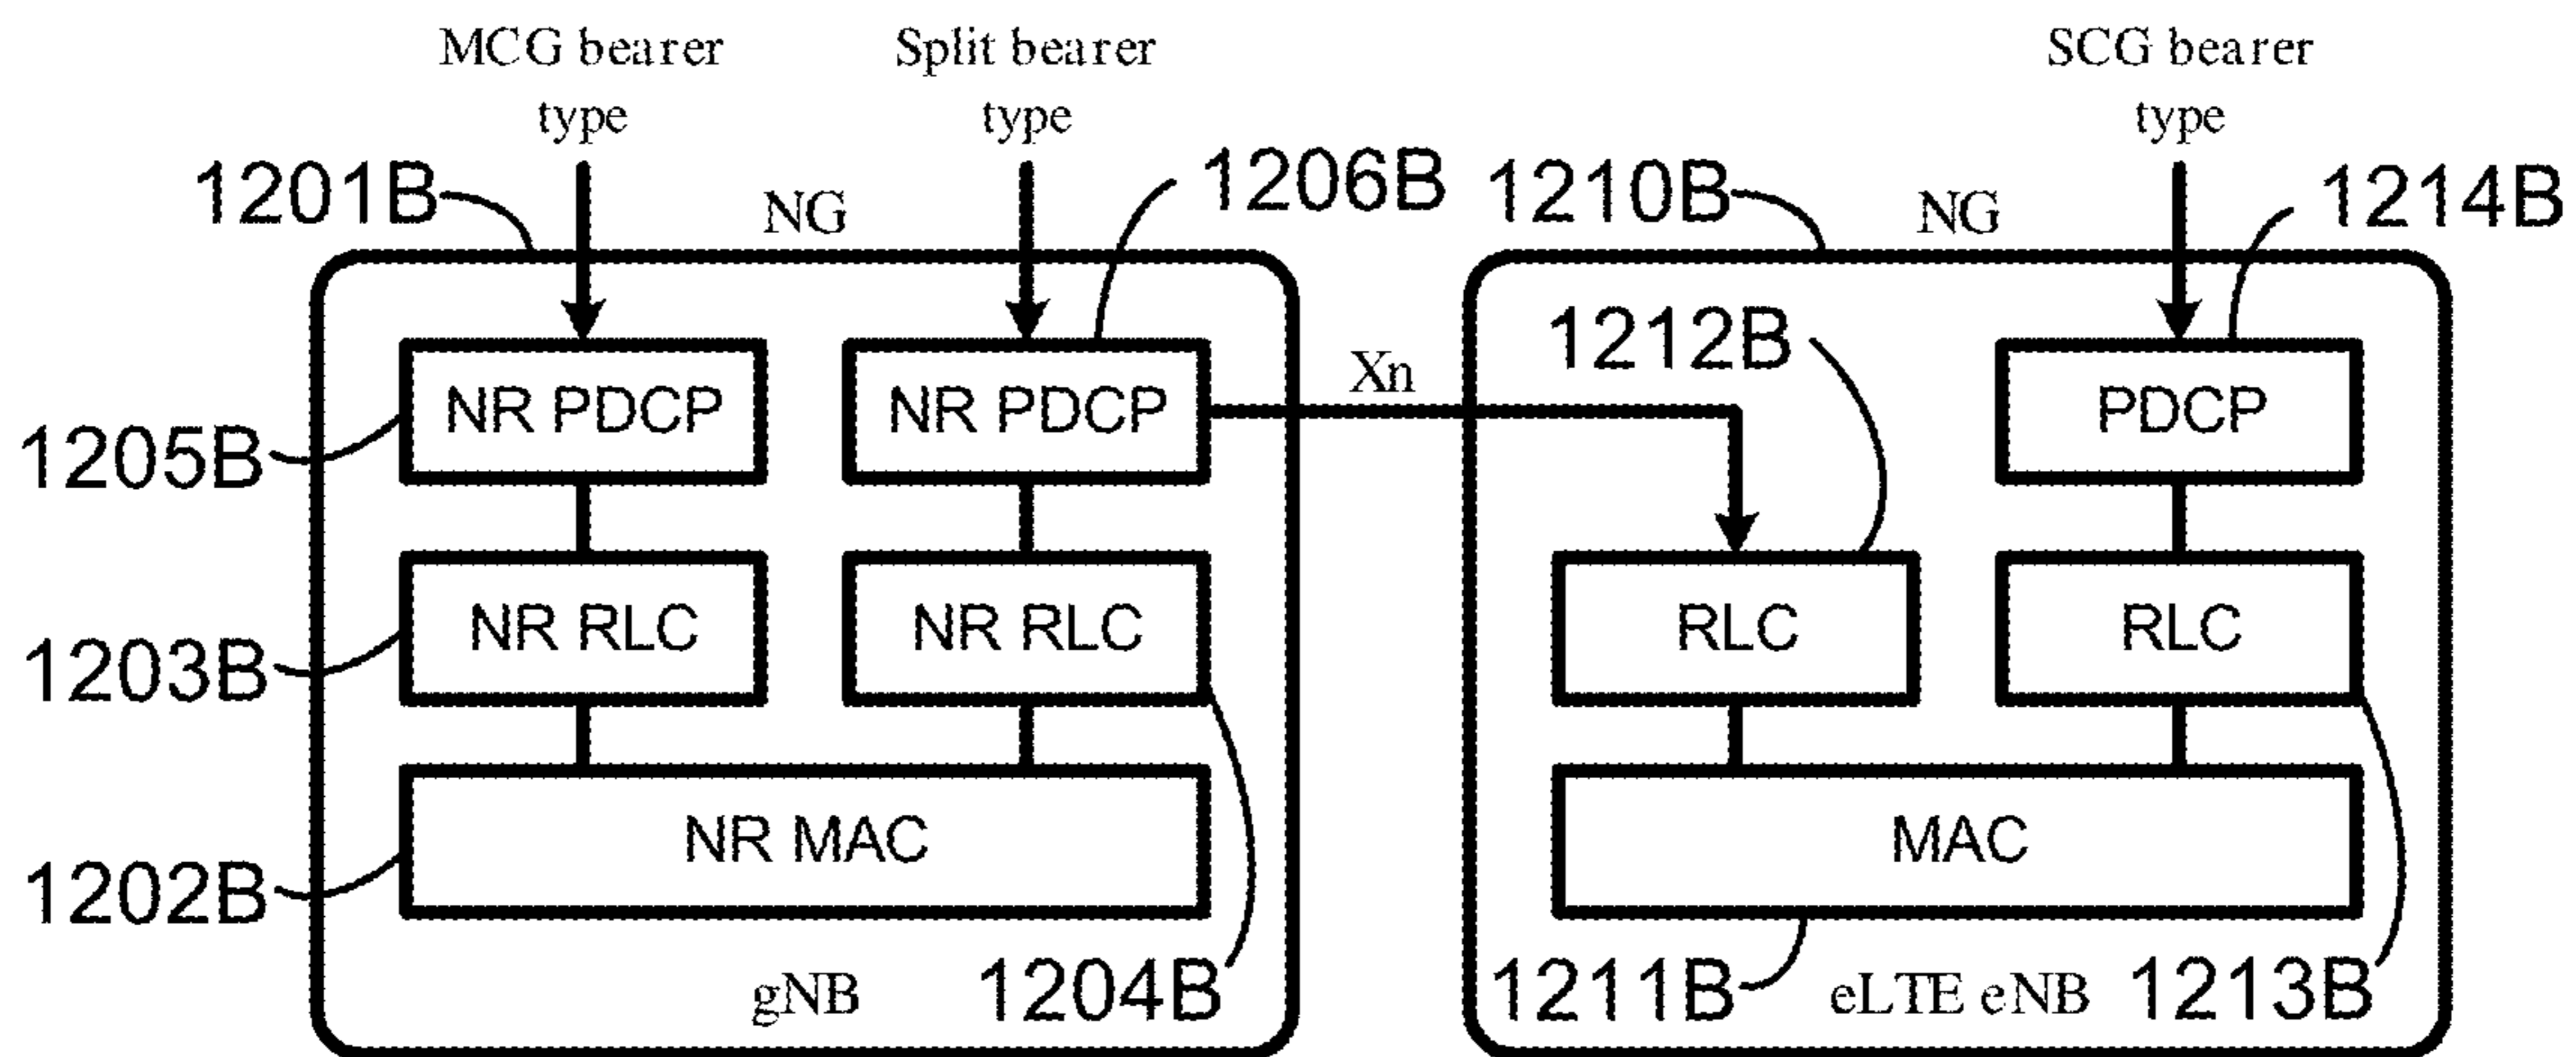 MCG bearer
type
Split bearer
type
SCG bearer
type
1201B
NG
1206B
1210B
NG
1214B
1212B
Xn
NR PDCP
NR PDCP
PDCP
1205B
NR RLC
NR RLC
RLC
RLC
1203B
NR MAC
MAC
1202B
gNB
1204B
1211B
eLTE eNB
1213B